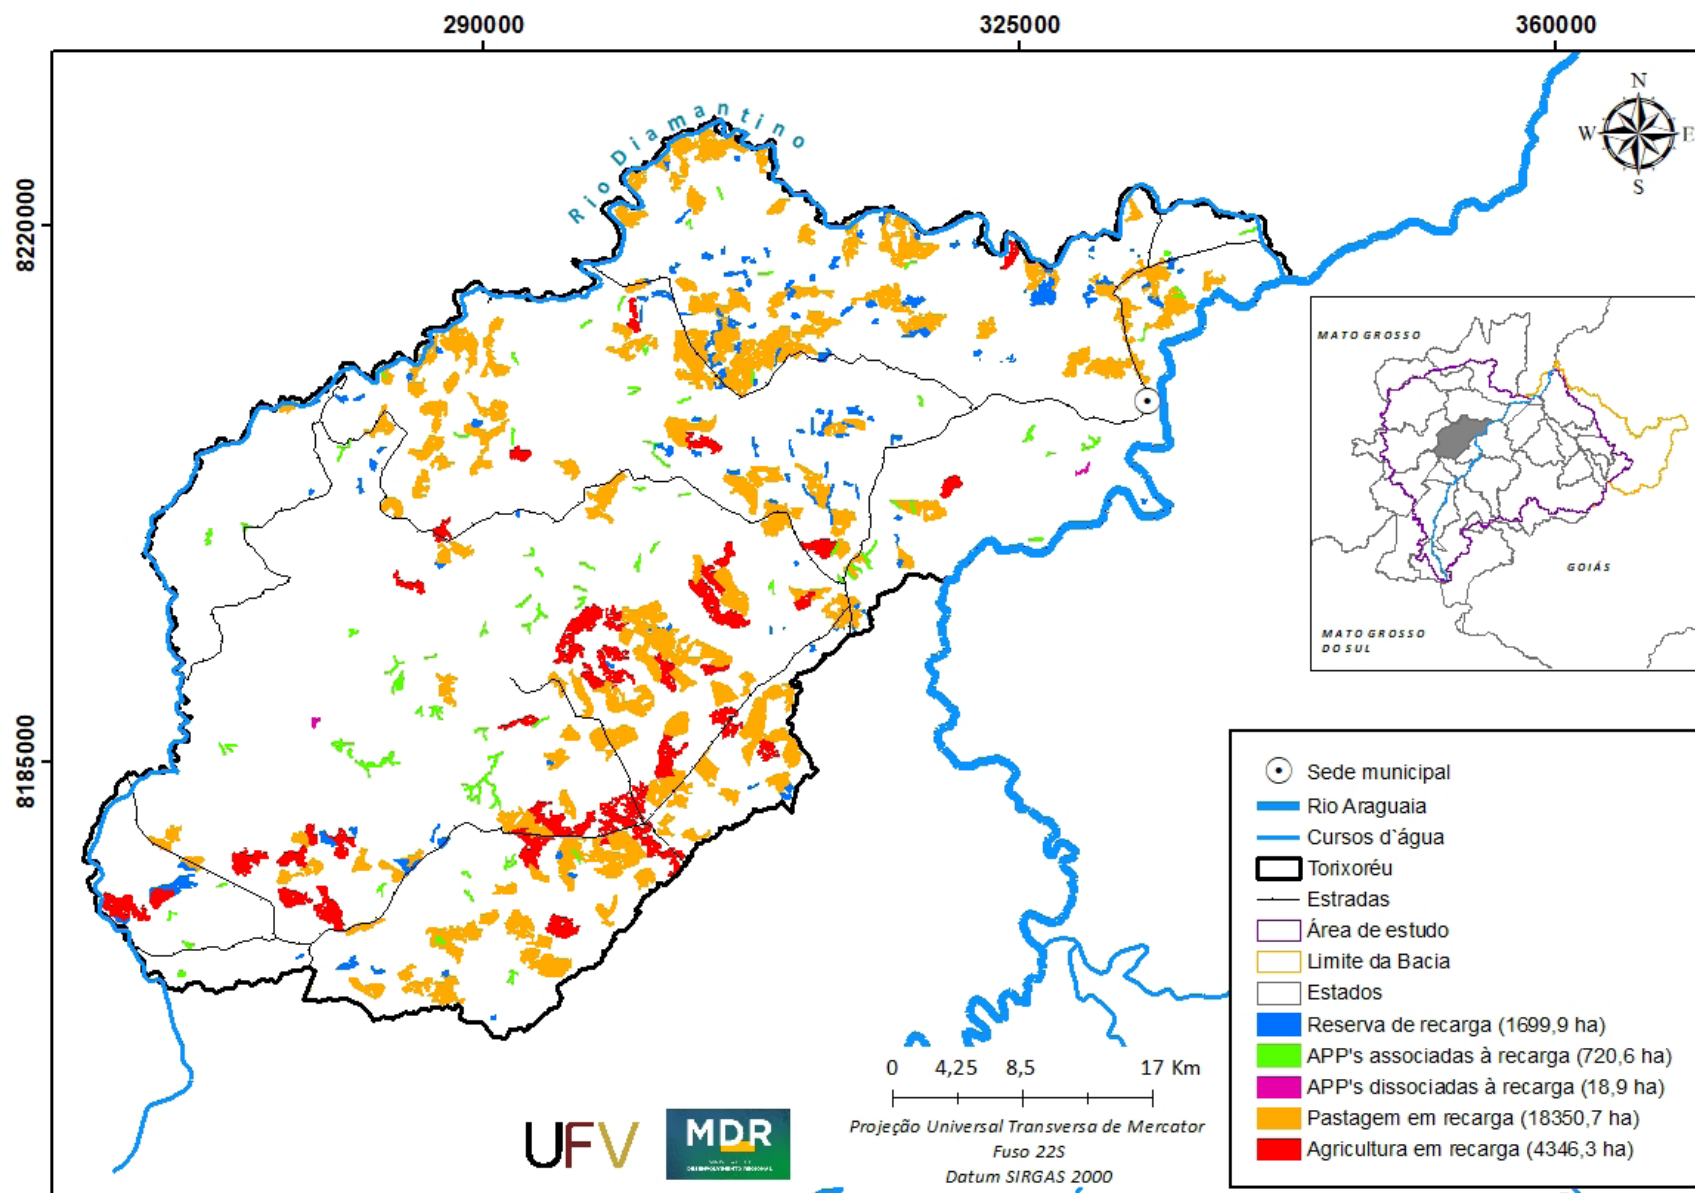 290000
325000
360000
8220000
8185000
Rio Diamantino
N
W
E
S
MATO GROSSO
GOIÁS
MATO GROSSO
DO SUL
Sede municipal
Rio Araguaia
Cursos d`água
Torixoréu
Estradas
Área de estudo
Limite da Bacia
Estados
Reserva de recarga (1699,9 ha)
APP's associadas à recarga (720,6 ha)
APP's dissociadas à recarga (18,9 ha)
Pastagem em recarga (18350,7 ha)
Agricultura em recarga (4346,3 ha)
0 4,25 8,5 17 Km
Projeção Universal Transversa de Mercator
Fuso 22S
Datum SIRGAS 2000
UFV
MDR
DESENVOLVIMENTO REGIONAL